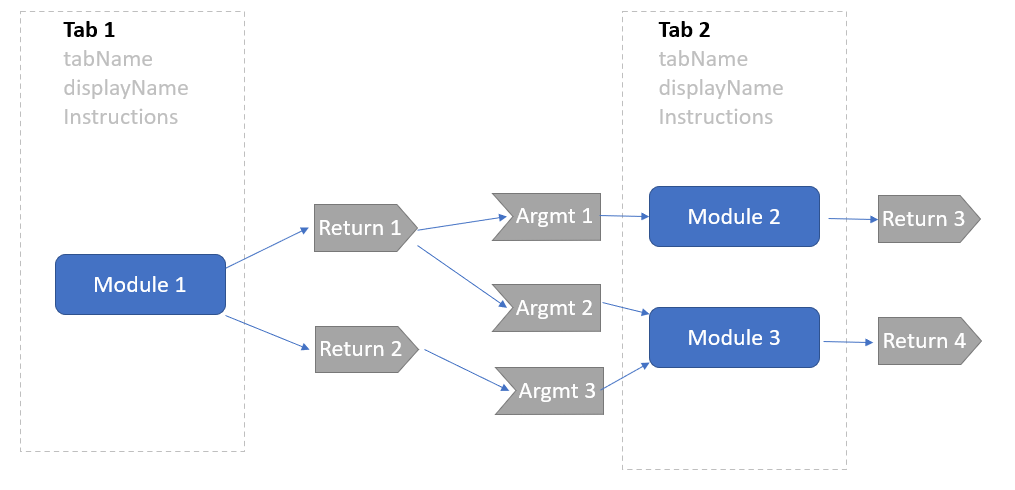 Tab 1
tabName
displayName
Instructions
Tab 2
tabName
displayName
Instructions
Module 1
Return 1
Return 2
Argmt 1
Argmt 2
Argmt 3
Module 2
Module 3
Return 3
Return 4